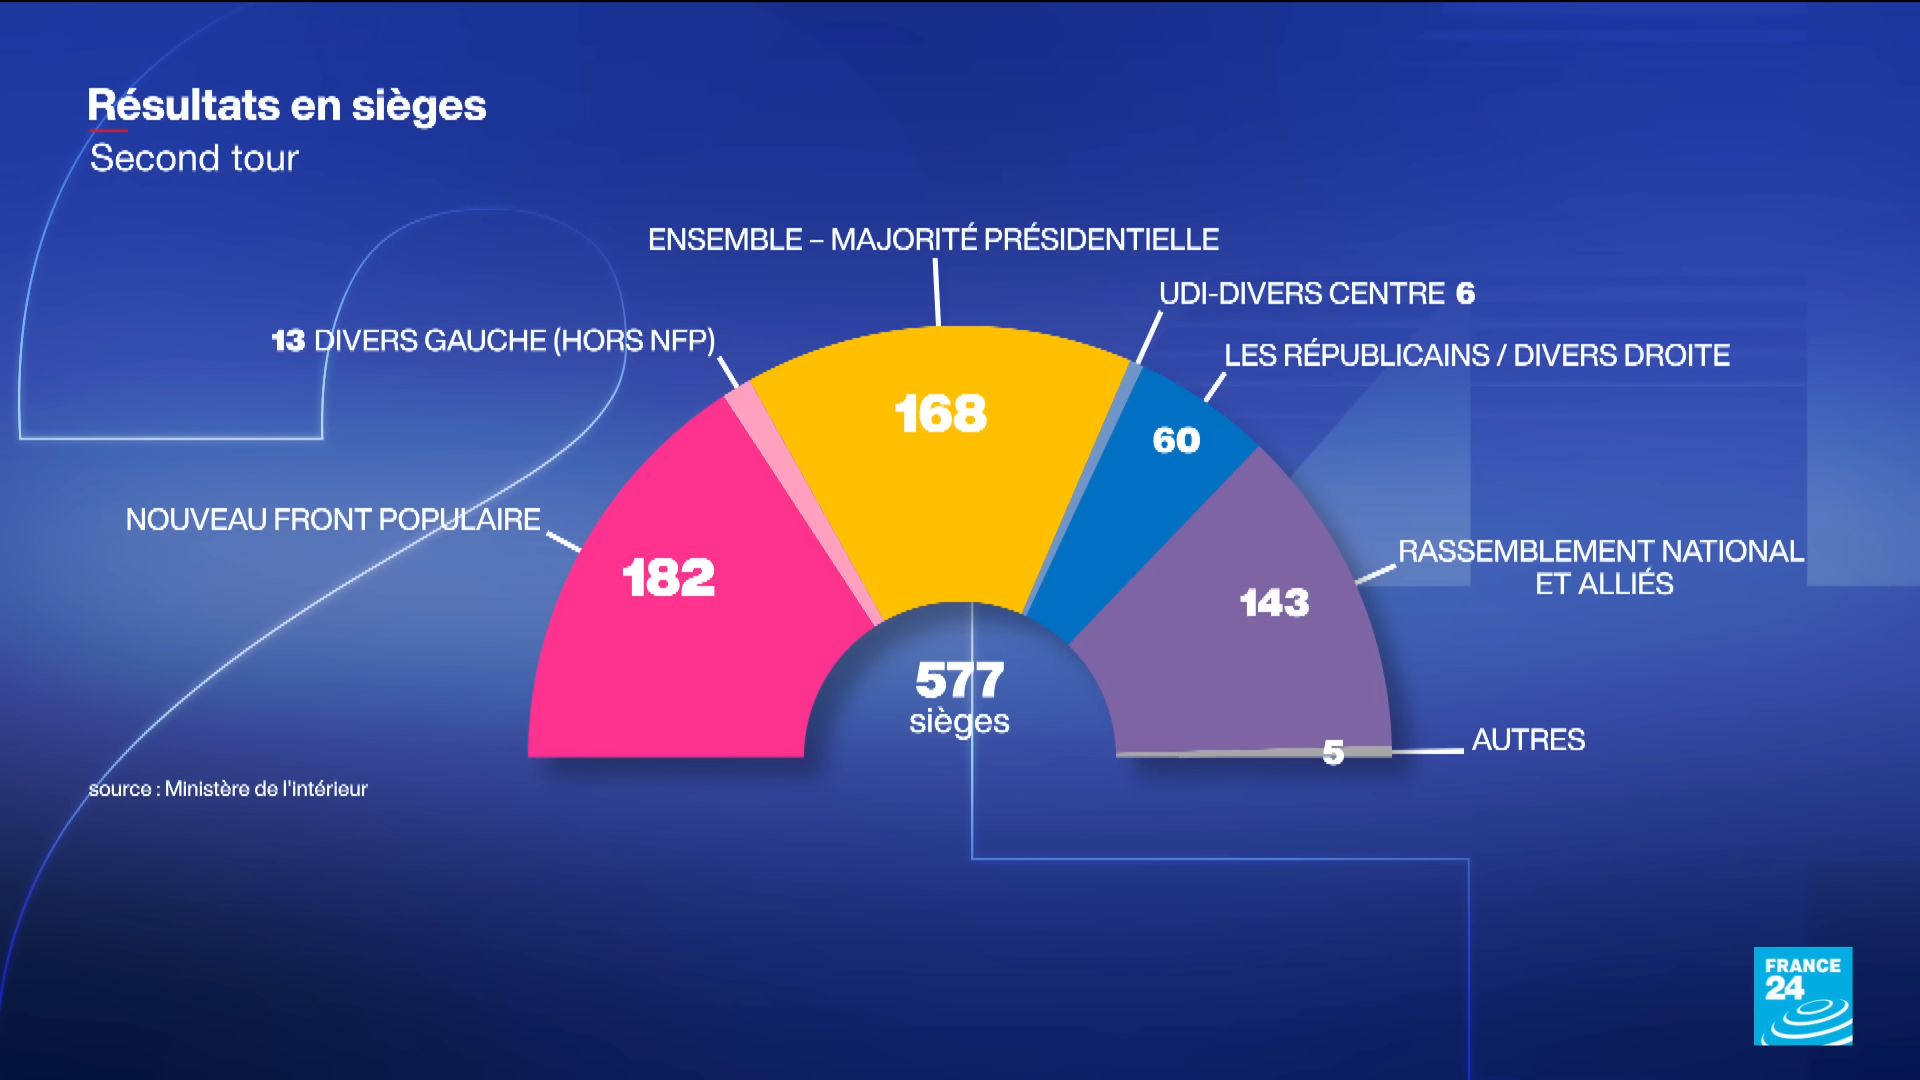 Résultats en sièges
Second tour
ENSEMBLE – MAJORITÉ PRÉSIDENTIELLE
UDI-DIVERS CENTRE 6
13 DIVERS GAUCHE (HORS NFP)
LES RÉPUBLICAINS / DIVERS DROITE
168
60
NOUVEAU FRONT POPULAIRE
182
RASSEMBLEMENT NATIONAL
ET ALLIÉS
143
577
sièges
AUTRES
5
source : Ministère de l'intérieur
FRANCE
24